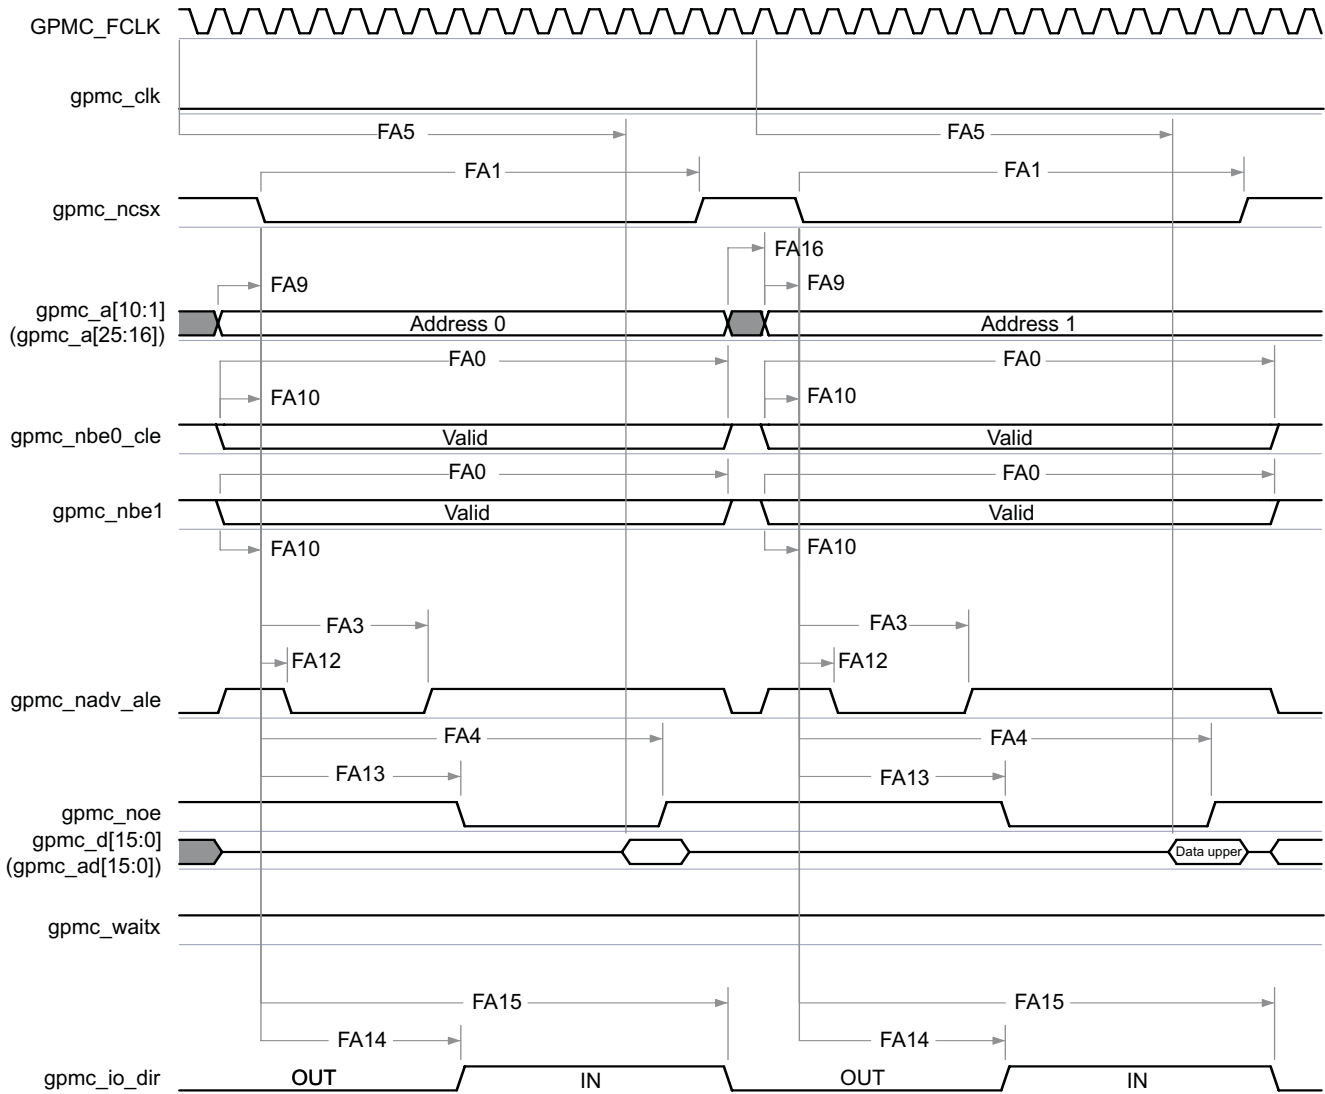 GPMC_FCLK
gpmc_clk
FA5 FA5
FA1 FA1
gpmc_ncsx
FA16
FA9 FA9
gpmc_a[10:1]
(gpmc_a[25:16])
Address 0 Address 1
FA0 FA0
FA10 FA10
gpmc_nbe0_cle Valid Valid
FA0 FA0
gpmc_nbe1 Valid Valid
FA10 FA10
FA3 FA3
FA12 FA12
gpmc_nadv_ale
FA4 FA4
FA13 FA13
gpmc_noe
gpmc_d[15:0]
(gpmc_ad[15:0])
Data upper
gpmc_waitx
FA15 FA15
FA14 FA14
gpmc_io_dir OUT IN OUT IN